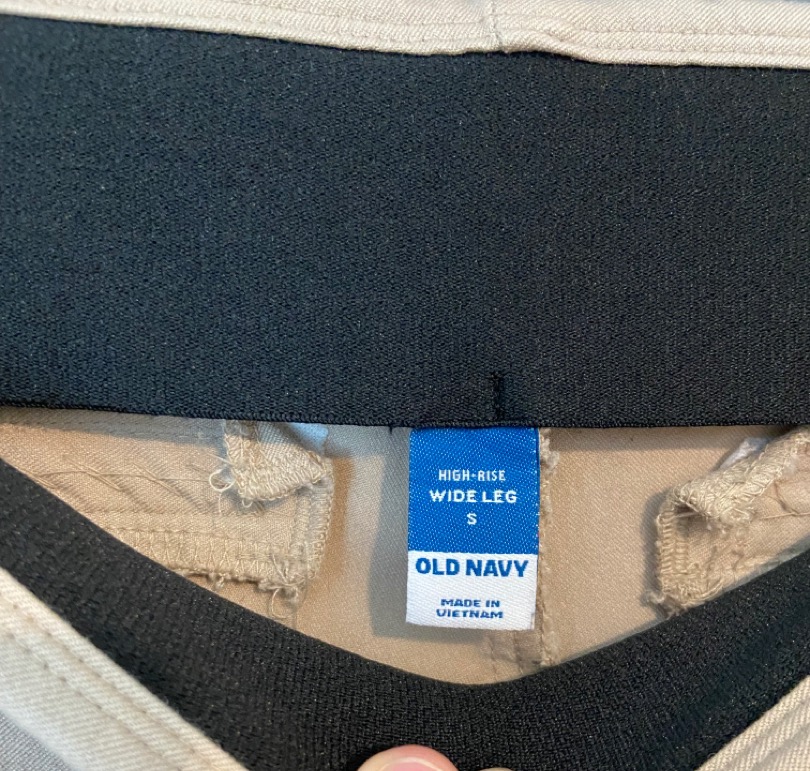 HIGH-RISE
WIDE LEG
S
OLD NAVY
MADE IN
VIETNAM